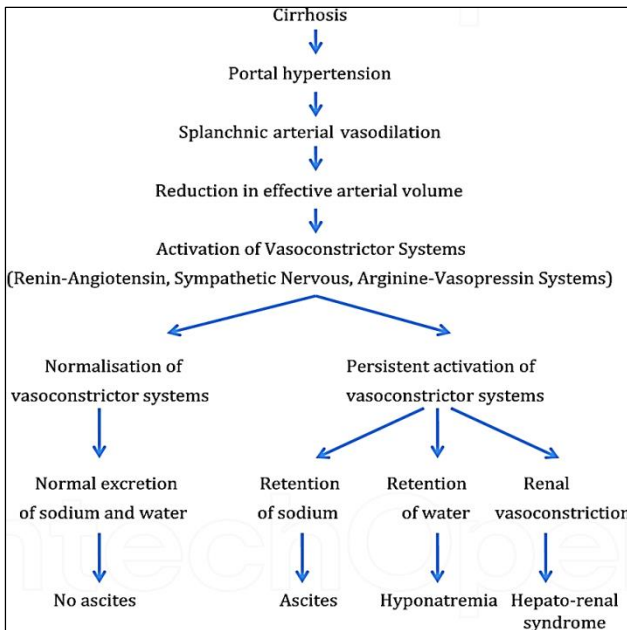 Cirrhosis
Portal hypertension
Splanchnic arterial vasodilation
Reduction in effective arterial volume
Activation of Vasoconstrictor Systems
(Renin-Angiotensin, Sympathetic Nervous, Arginine-Vasopressin Systems)
Normalisation of
vasoconstrictor systems
Persistent activation of
vasoconstrictor systems
Normal excretion
of sodium and water
Retention
of sodium
Retention
of water
Renal
vasoconstriction
No ascites
Ascites
Hyponatremia
Hepato-renal
syndrome